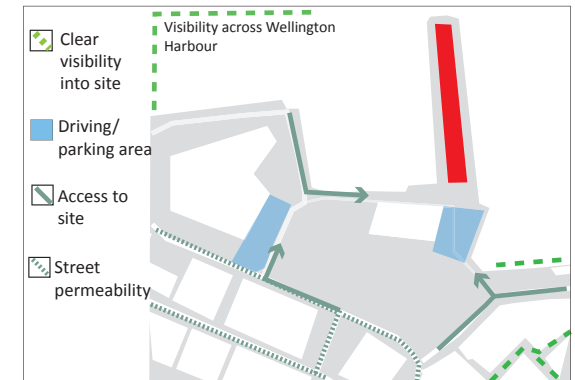 Visibility across Wellington
Harbour
Clear
visibility
into site
Driving/
parking area
Access to
site
Street
permeability